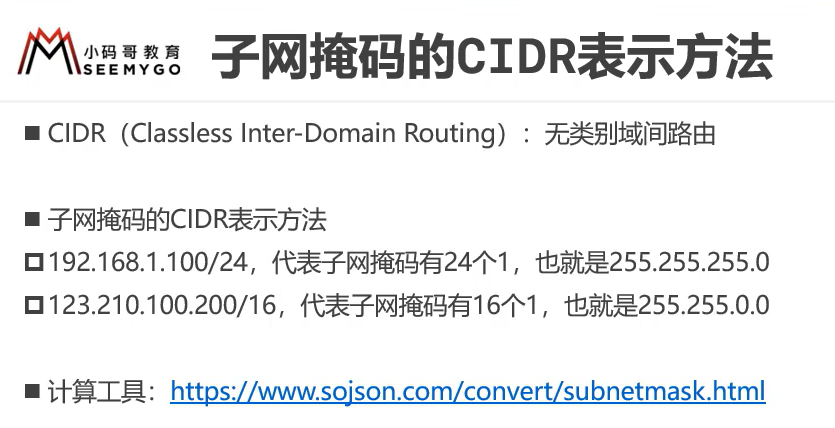 小码哥教育
SEEMYGO
子网掩码的CIDR表示方法
■ CIDR（Classless Inter-Domain Routing）：无类别域间路由
■ 子网掩码的CIDR表示方法
192.168.1.100/24，代表子网掩码有24个1，也就是255.255.255.0
123.210.100.200/16，代表子网掩码有16个1，也就是255.255.0.0
■ 计算工具：https://www.sojson.com/convert/subnetmask.html